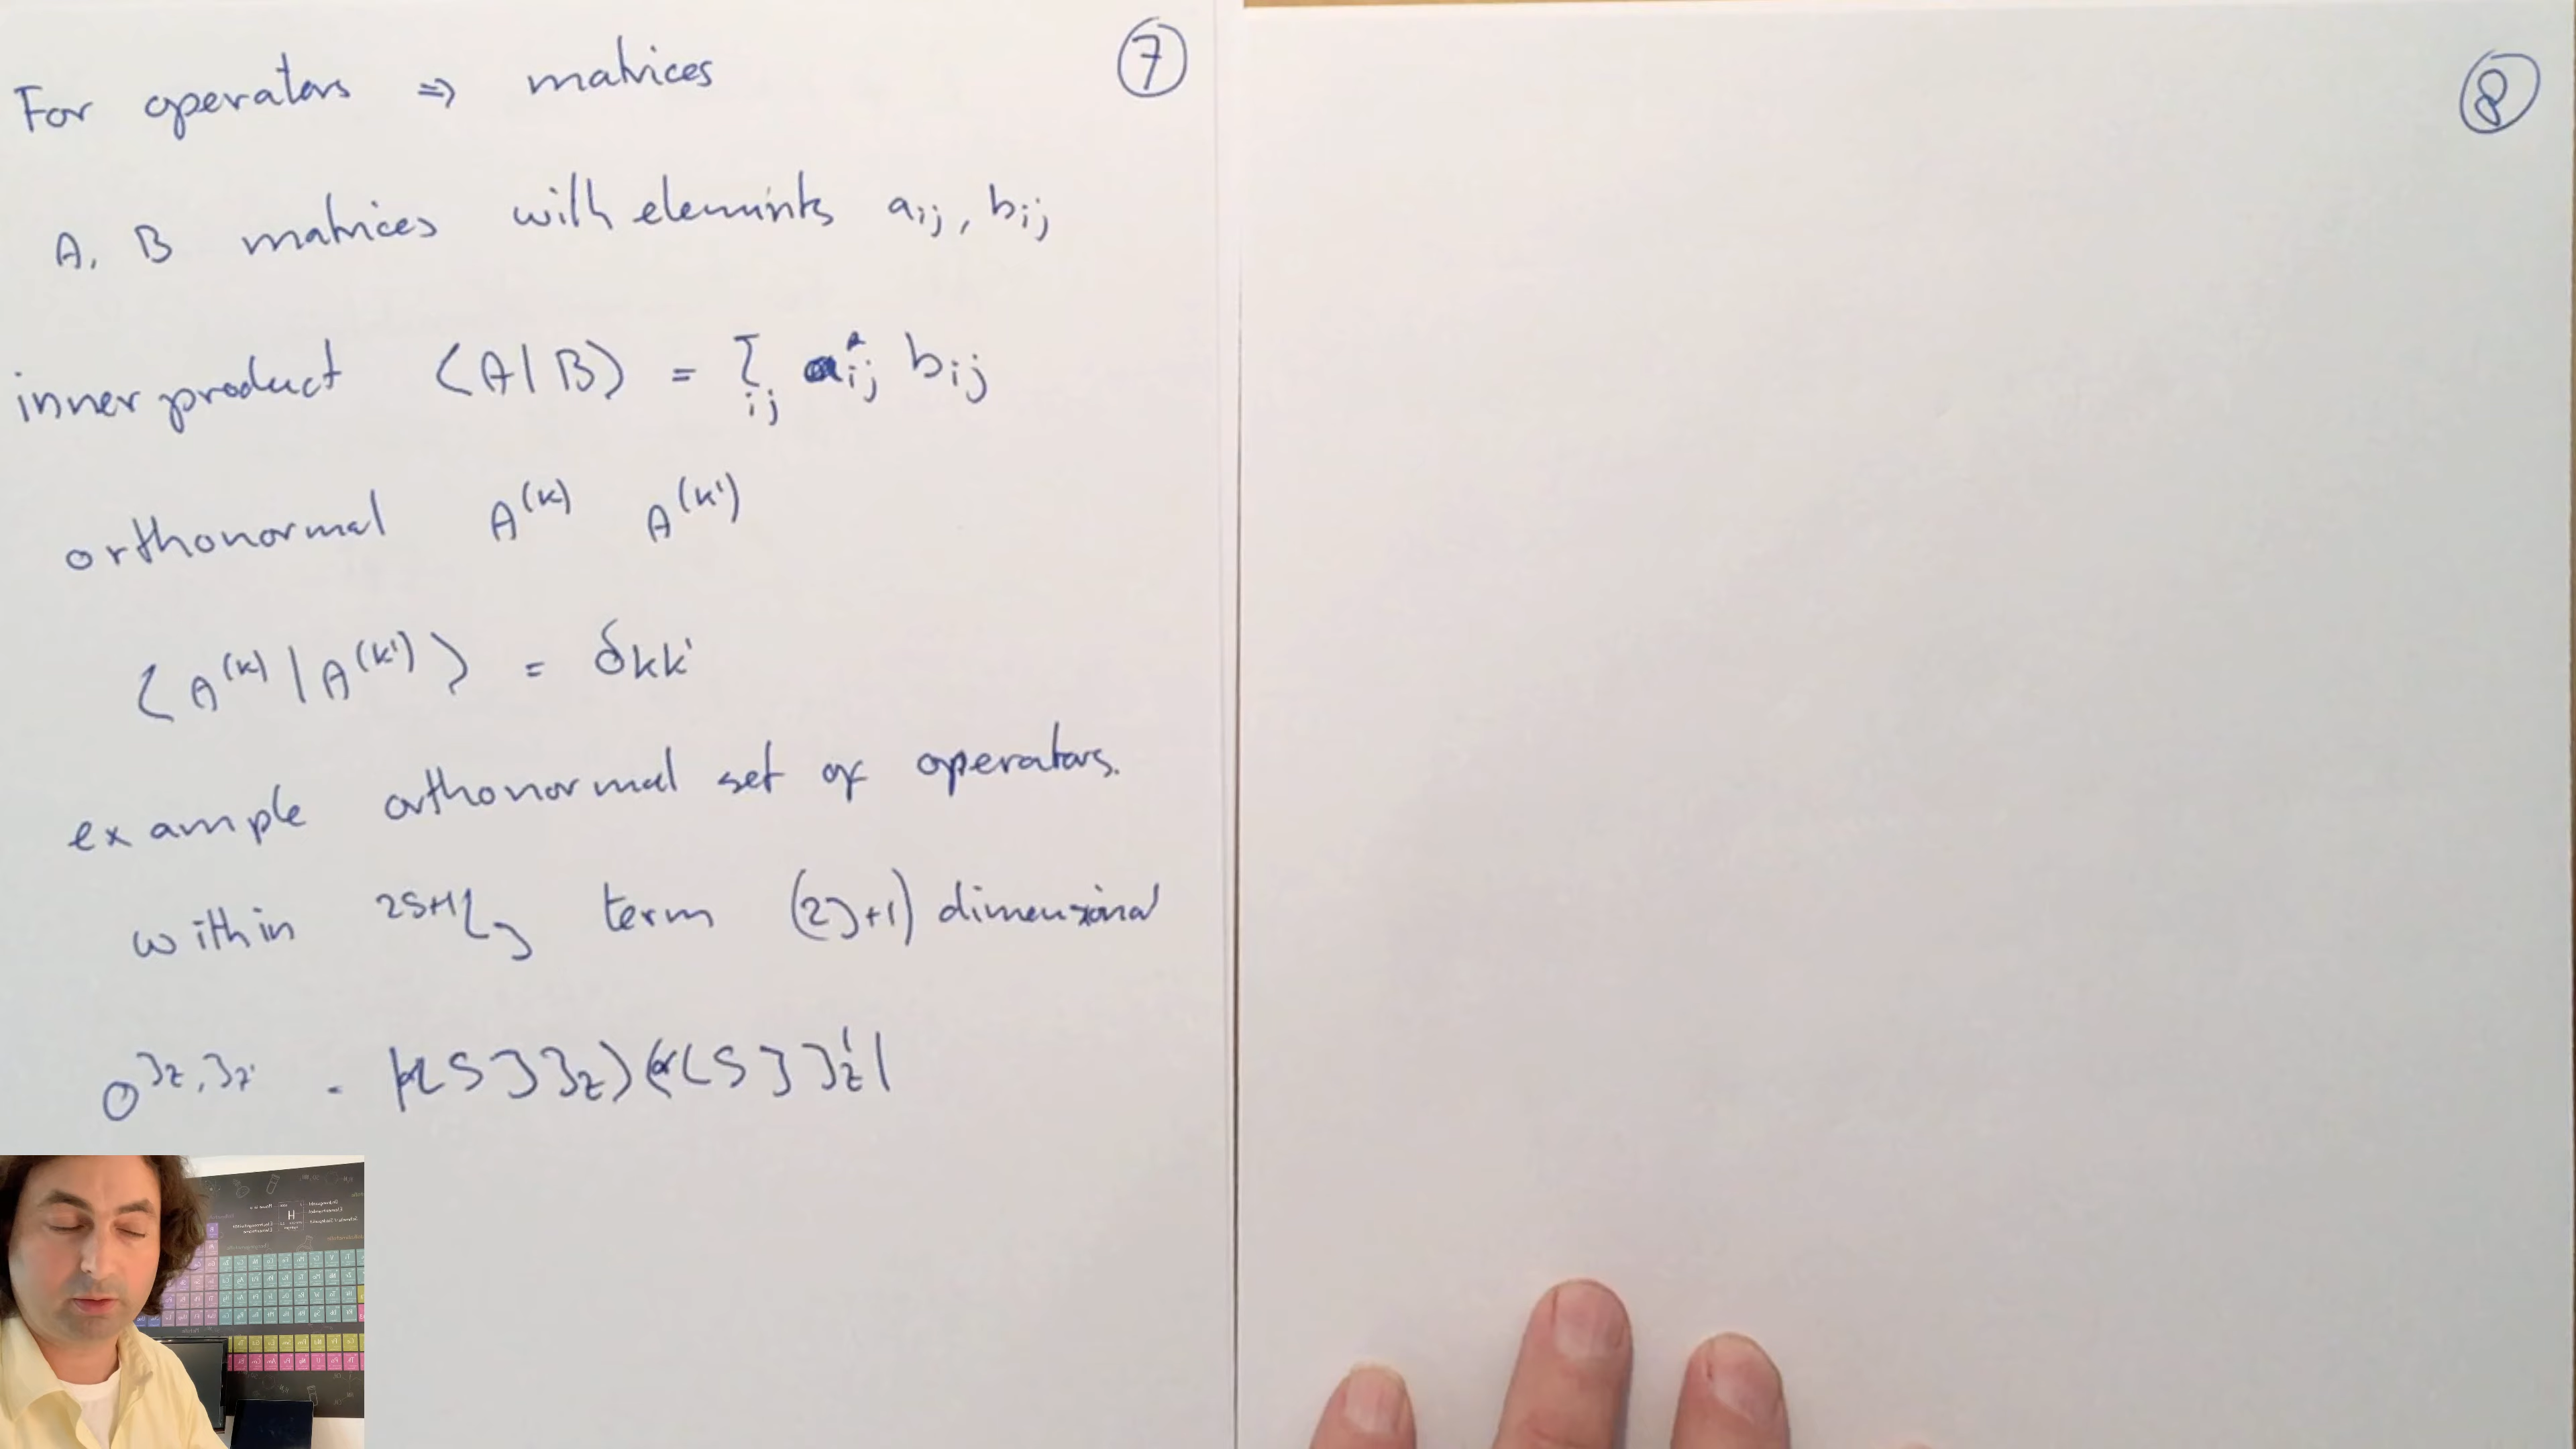 For operators ⇒ matrices ⑦
A, B matrices with elements aᵢⱼ, bᵢⱼ
inner product ⟨A|B⟩ = Σᵢⱼ a*ᵢⱼ bᵢⱼ
orthonormal A⁽ᵏ⁾ A⁽ᵏ'⁾
⟨A⁽ᵏ⁾|A⁽ᵏ'⁾⟩ = δkk'
example orthonormal set of operators.
within ²ˢ⁺¹L_J term (2J+1) dimensional
O^{Jz,Jz'} = |αLSJJz⟩⟨αLSJJz'|
⑧
H